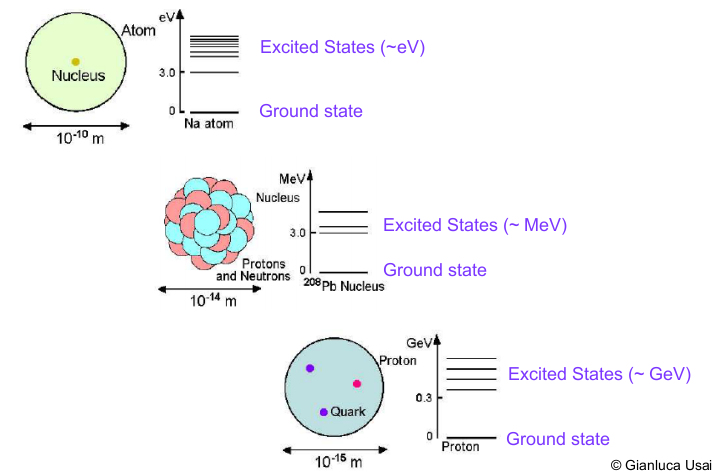 Atom
eV
Nucleus
Excited States (~eV)
3.0
Ground state
0
Na atom
10⁻¹⁰ m
MeV
Nucleus
Excited States (~ MeV)
3.0
Protons
and Neutrons
0
Ground state
²⁰⁸Pb Nucleus
10⁻¹⁴ m
GeV
Proton
Excited States (~ GeV)
0.3
Quark
0
Ground state
Proton
10⁻¹⁵ m
© Gianluca Usai